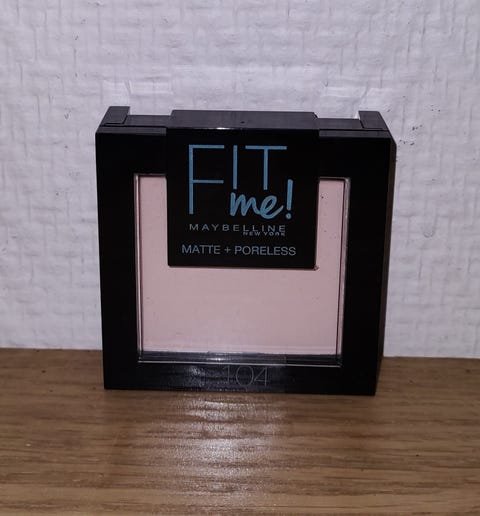 FIT
me!
MAYBELLINE
NEW YORK
MATTE + PORELESS
104